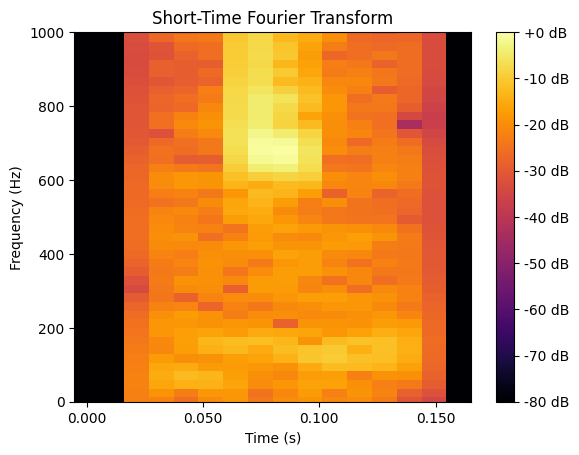 Short-Time Fourier Transform
1000
800
600
400
200
0
Frequency (Hz)
0.000
0.050
0.100
0.150
Time (s)
+0 dB
-10 dB
-20 dB
-30 dB
-40 dB
-50 dB
-60 dB
-70 dB
-80 dB